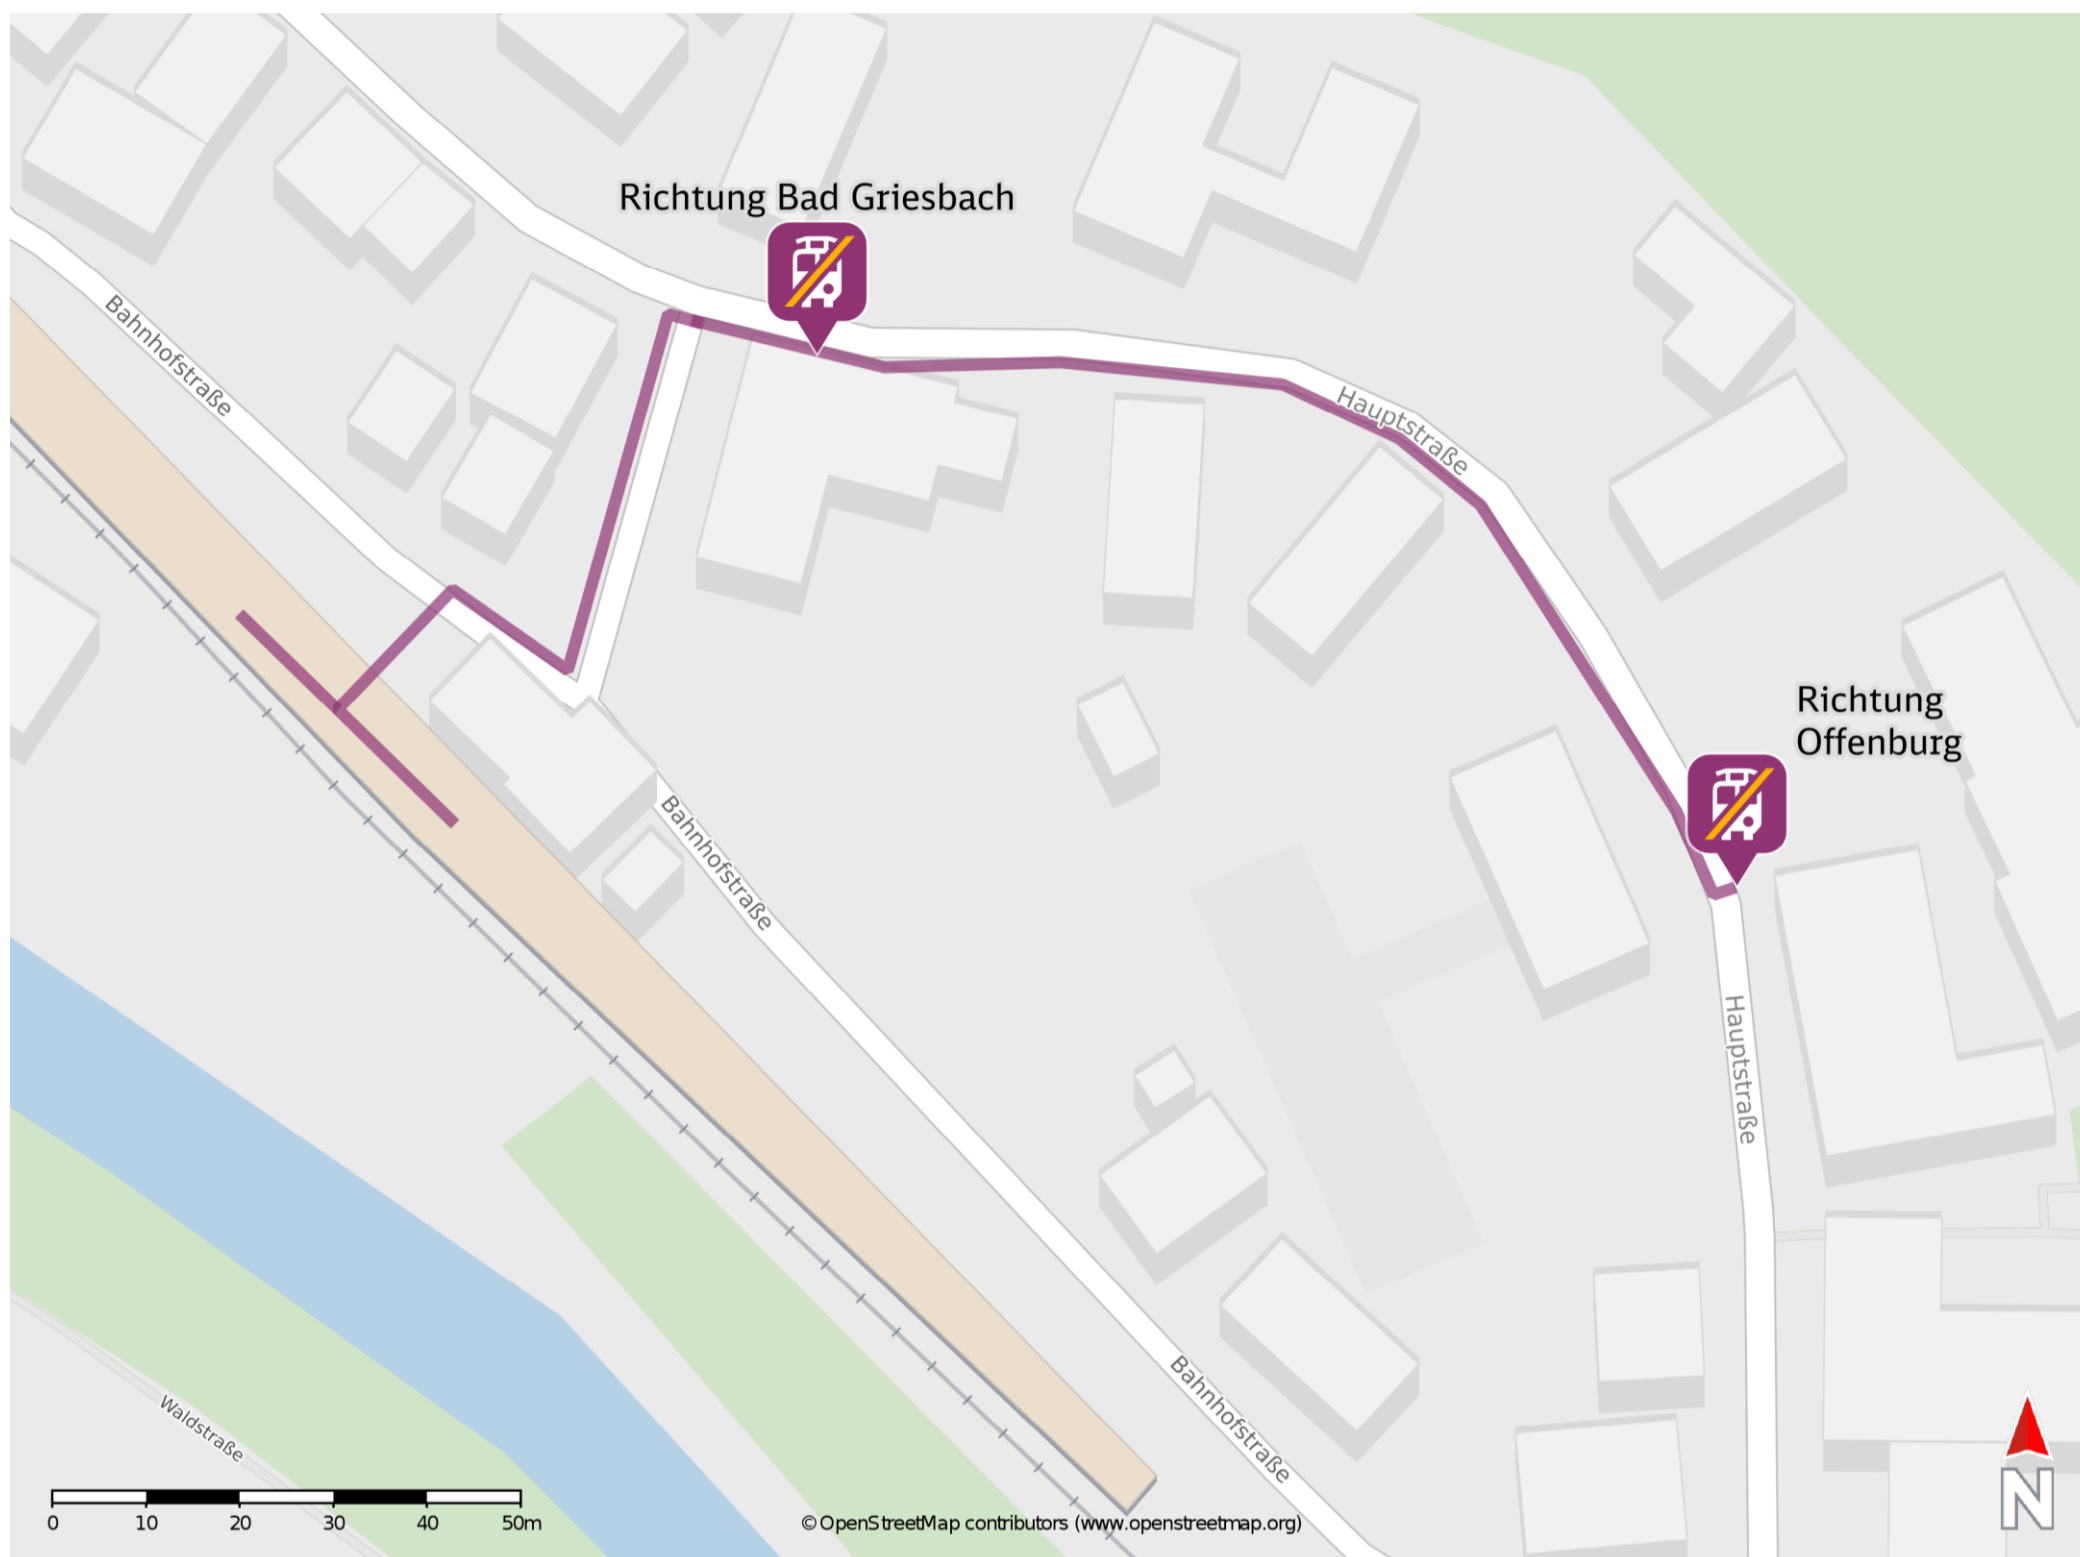 Richtung Bad Griesbach
Bahnhofstraße
Hauptstraße
Richtung
Offenburg
Bahnhofstraße
Hauptstraße
Bahnhofstraße
Waldstraße
0 10 20 30 40 50m
©OpenStreetMap contributors (www.openstreetmap.org)
N